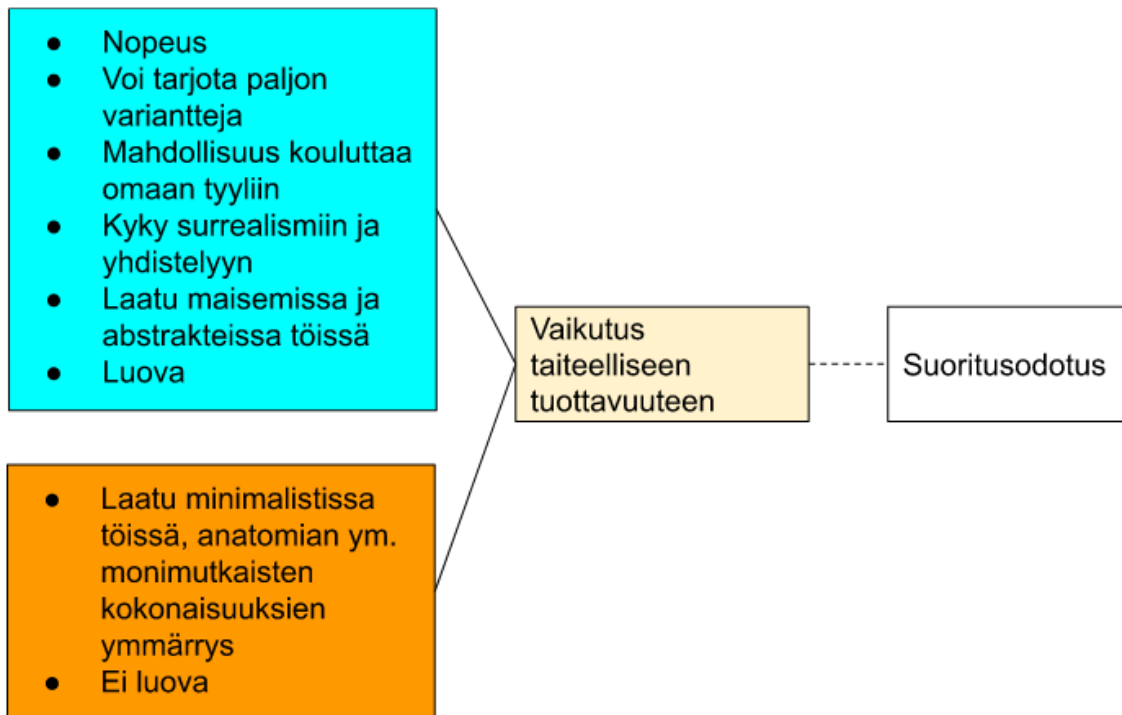 Nopeus
Voi tarjota paljon
variantteja
Mahdollisuus kouluttaa
omaan tyyliin
Kyky surrealismiin ja
yhdistelyyn
Laatu maisemissa ja
abstrakteissa töissä
Luova
Laatu minimalistissa
töissä, anatomian ym.
monimutkaisten
kokonaisuuksien
ymmärrys
Ei luova
Vaikutus
taiteelliseen
tuottavuuteen
Suoritusodotus